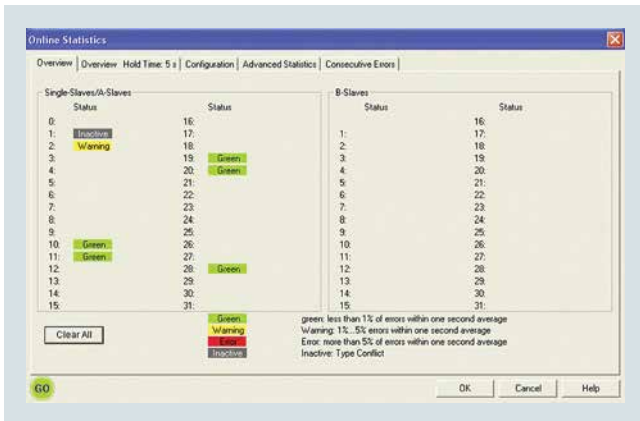 Online Statistics
Overview Overview Hold Time: 5 s Configuration Advanced Statistics Consecutive Errors
Single-Slaves/A-Slaves B-Slaves
Status Status Status Status
0: 16: 16:
1: Inactive 17: 1: 17:
2: Warning 18: 2: 18:
3: 19: Green 3: 19:
4: 20: Green 4: 20:
5: 21: 5: 21:
6: 22: 6: 22:
7: 23: 7: 23:
8: 24: 8: 24:
9: 25: 9: 25:
10: Green 26: 10: 26:
11: Green 27: 11: 27:
12: 28: Green 12: 28:
13: 29: 13: 29:
14: 30: 14: 30:
15: 31: 15: 31:
Green green: less than 1% of errors within one second average
Clear All Warning Warning: 1%...5% errors within one second average
Error Error: more than 5% of errors within one second average
Inactive Inactive: Type Conflict
GO OK Cancel Help